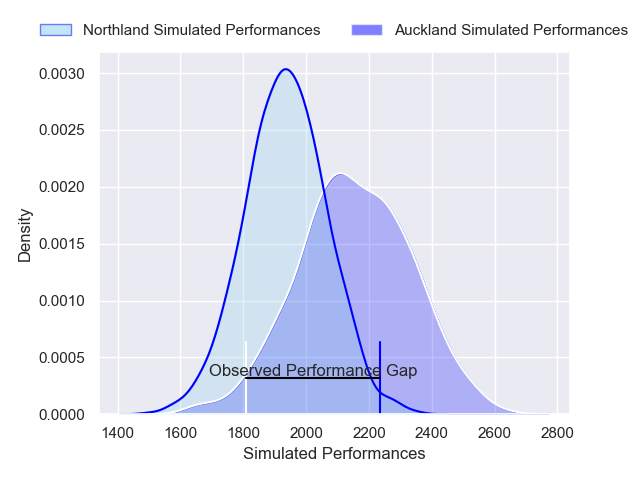 Northland Simulated Performances
Auckland Simulated Performances
0.0030
0.0025
0.0020
0.0015
0.0010
0.0005
0.0000
Density
Observed Performance Gap
1400 1600 1800 2000 2200 2400 2600 2800
Simulated Performances